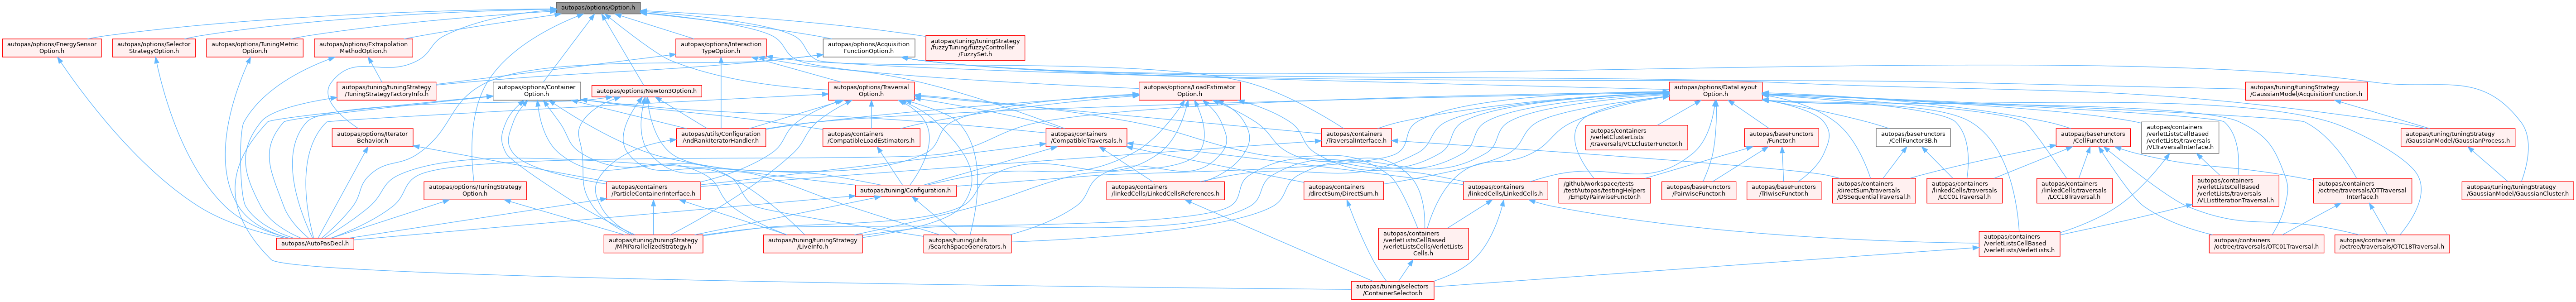 autopas/options/Option.h
autopas/options/EnergySensor
Option.h
autopas/options/Selector
StrategyOption.h
autopas/options/TuningMetric
Option.h
autopas/options/Extrapolation
MethodOption.h
autopas/options/Interaction
TypeOption.h
autopas/options/Acquisition
FunctionOption.h
autopas/tuning/tuningStrategy
/fuzzyTuning/fuzzyController
/FuzzySet.h
autopas/tuning/tuningStrategy
/TuningStrategyFactoryInfo.h
autopas/options/Container
Option.h
autopas/options/Newton3Option.h
autopas/options/Traversal
Option.h
autopas/options/LoadEstimator
Option.h
autopas/options/DataLayout
Option.h
autopas/tuning/tuningStrategy
/GaussianModel/AcquisitionFunction.h
autopas/options/Iterator
Behavior.h
autopas/utils/Configuration
AndRankIteratorHandler.h
autopas/containers
/CompatibleLoadEstimators.h
autopas/containers
/CompatibleTraversals.h
autopas/containers
/TraversalInterface.h
autopas/containers
/verletClusterLists
/traversals/VCLClusterFunctor.h
autopas/baseFunctors
/Functor.h
autopas/baseFunctors
/CellFunctor3B.h
autopas/baseFunctors
/CellFunctor.h
autopas/containers
/verletListsCellBased
/verletLists/traversals
/VLTraversalInterface.h
autopas/tuning/tuningStrategy
/GaussianModel/GaussianProcess.h
autopas/options/TuningStrategy
Option.h
autopas/containers
/ParticleContainerInterface.h
autopas/tuning/Configuration.h
autopas/containers
/linkedCells/LinkedCellsReferences.h
autopas/containers
/directSum/DirectSum.h
autopas/containers
/linkedCells/LinkedCells.h
/github/workspace/tests
/testAutopas/testingHelpers
/EmptyPairwiseFunctor.h
autopas/baseFunctors
/PairwiseFunctor.h
autopas/baseFunctors
/TriwiseFunctor.h
autopas/containers
/directSum/traversals
/DSSequentialTraversal.h
autopas/containers
/linkedCells/traversals
/LCC01Traversal.h
autopas/containers
/linkedCells/traversals
/LCC18Traversal.h
autopas/containers
/verletListsCellBased
/verletLists/traversals
/VLListIterationTraversal.h
autopas/containers
/octree/traversals/OTTraversal
Interface.h
autopas/tuning/tuningStrategy
/GaussianModel/GaussianCluster.h
autopas/AutoPasDecl.h
autopas/tuning/tuningStrategy
/MPIParallelizedStrategy.h
autopas/tuning/tuningStrategy
/LiveInfo.h
autopas/tuning/utils
/SearchSpaceGenerators.h
autopas/containers
/verletListsCellBased
/verletListsCells/VerletLists
Cells.h
autopas/containers
/verletListsCellBased
/verletLists/VerletLists.h
autopas/containers
/octree/traversals/OTC01Traversal.h
autopas/containers
/octree/traversals/OTC18Traversal.h
autopas/tuning/selectors
/ContainerSelector.h